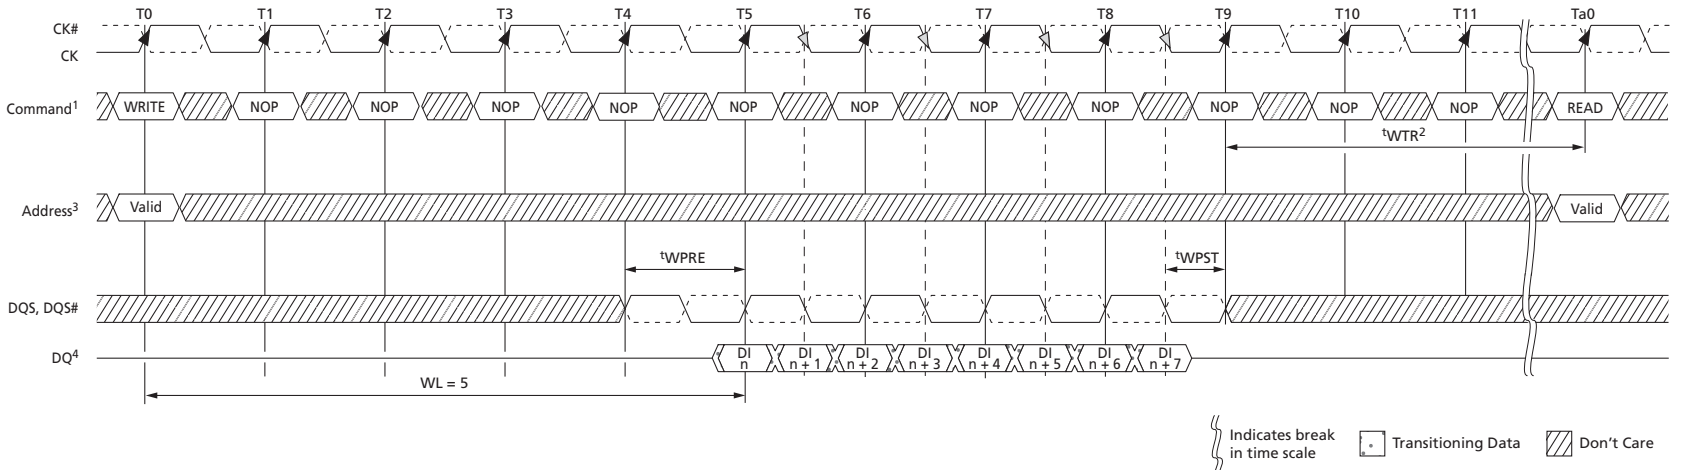 T0 T1 T2 T3 T4 T5 T6 T7 T8 T9 T10 T11 Ta0
CK#
CK
Command1 WRITE NOP NOP NOP NOP NOP NOP NOP NOP NOP NOP NOP READ
tWTR2
Address3 Valid Valid
tWPRE tWPST
DQS, DQS#
DQ4 DI n DI n + 1 DI n + 2 DI n + 3 DI n + 4 DI n + 5 DI n + 6 DI n + 7
WL = 5
Indicates break
in time scale
Transitioning Data
Don't Care